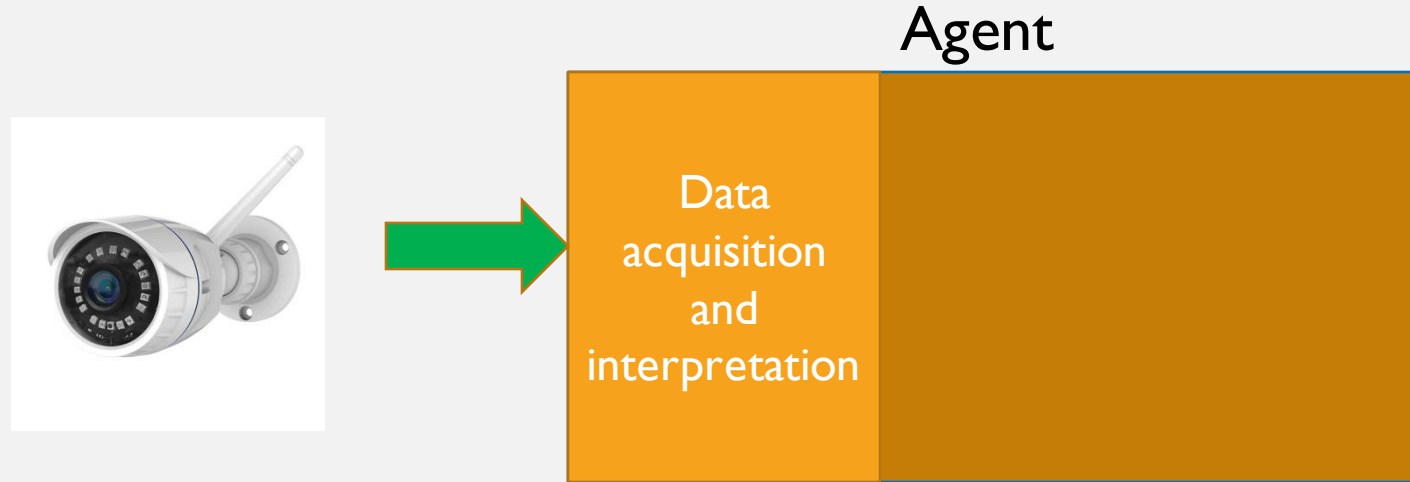 Agent
Data
acquisition
and
interpretation